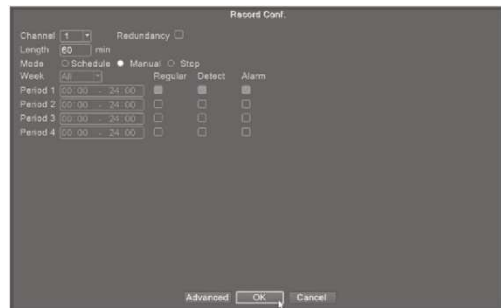 Record Conf.
Channel 1 Redundancy
Length 60 min
Mode Schedule Manual Stop
Week All Regular Detect Alarm
Period 1 00:00 - 24:00
Period 2 00:00 - 24:00
Period 3 00:00 - 24:00
Period 4 00:00 - 24:00
Advanced OK Cancel